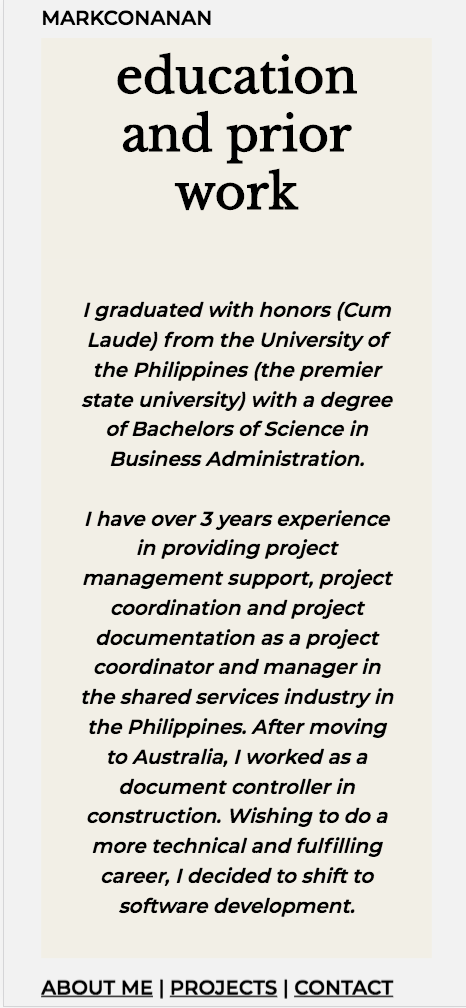 MARKCONANAN
education
and prior
work
I graduated with honors (Cum
Laude) from the University of
the Philippines (the premier
state university) with a degree
of Bachelors of Science in
Business Administration.
I have over 3 years experience
in providing project
management support, project
coordination and project
documentation as a project
coordinator and manager in
the shared services industry in
the Philippines. After moving
to Australia, I worked as a
document controller in
construction. Wishing to do a
more technical and fulfilling
career, I decided to shift to
software development.
ABOUT ME | PROJECTS | CONTACT